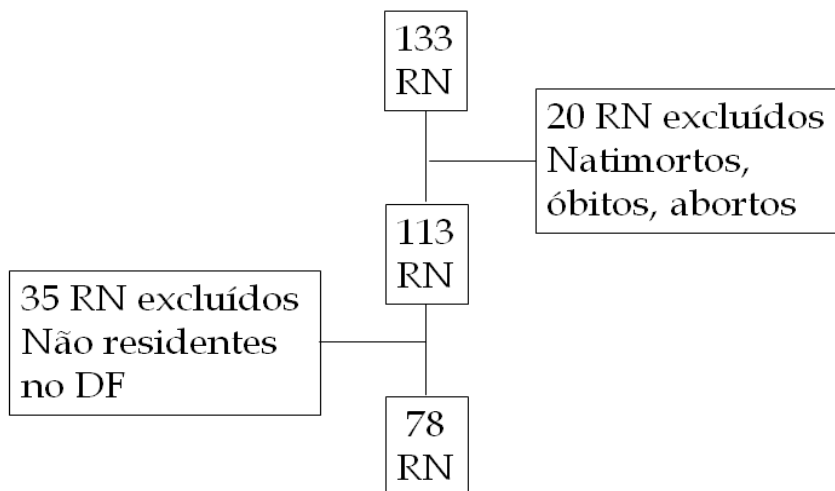 133
RN
20 RN excluídos
Natimortos,
óbitos, abortos
113
RN
35 RN excluídos
Não residentes
no DF
78
RN